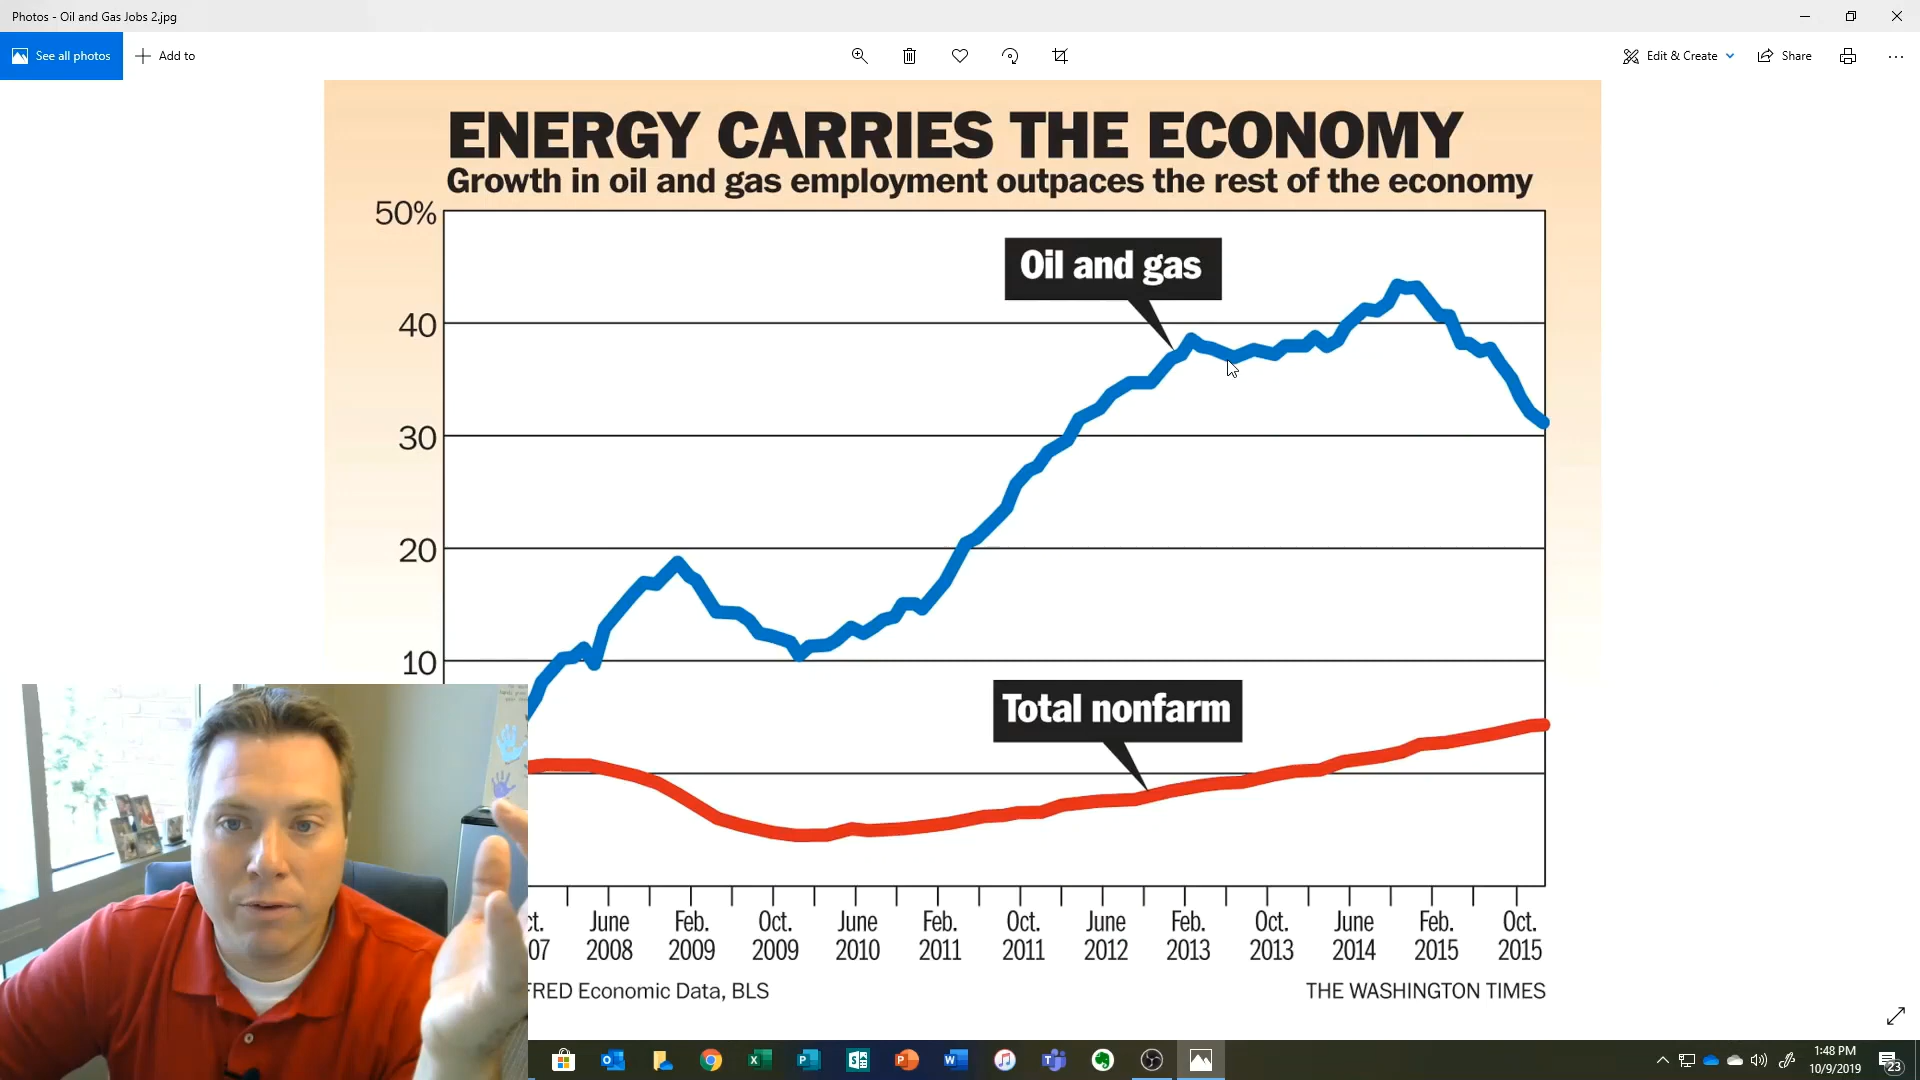 Photos - Oil and Gas Jobs 2.jpg
See all photos
Add to
Edit & Create
Share
ENERGY CARRIES THE ECONOMY
Growth in oil and gas employment outpaces the rest of the economy
50%
Oil and gas
40
30
20
10
Total nonfarm
ct. June Feb. Oct. June Feb. Oct. June Feb. Oct. June Feb. Oct.
07 2008 2009 2009 2010 2011 2011 2012 2013 2013 2014 2015 2015
FRED Economic Data, BLS
THE WASHINGTON TIMES
1:48 PM
10/9/2019
23